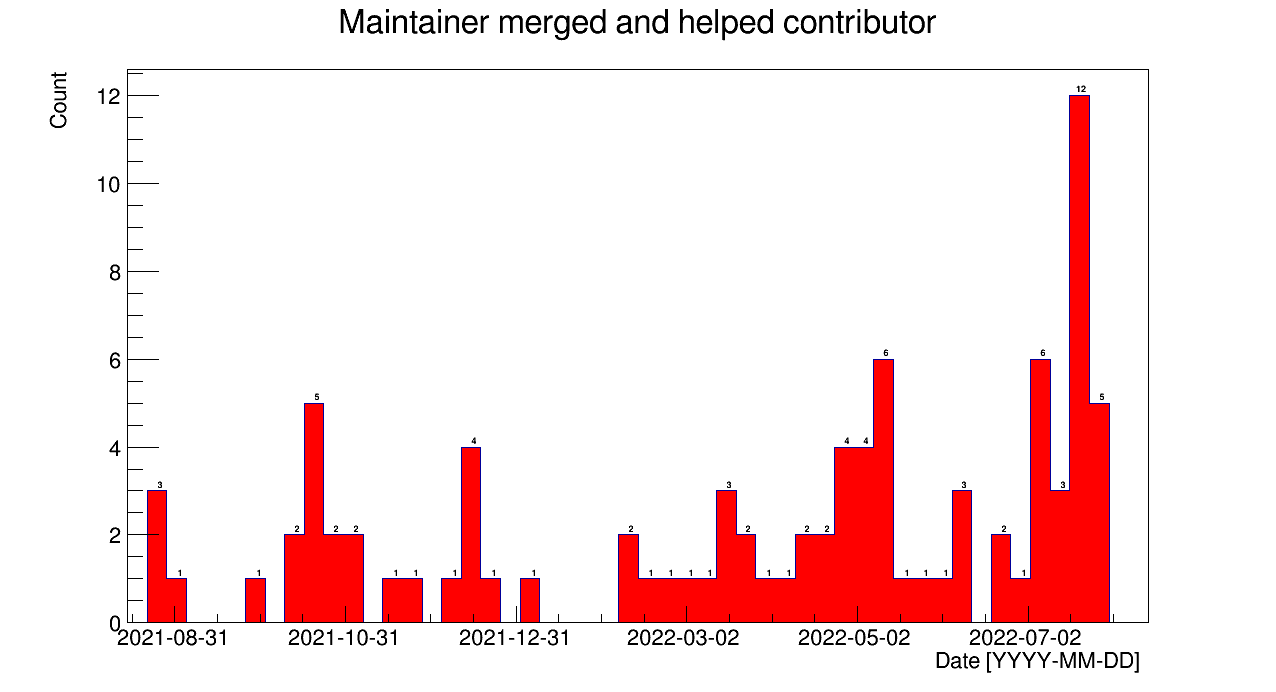 Maintainer merged and helped contributor
Count
12
10
8
6
4
2
0
3 1 1 2 5 2 2 1 1 1 4 1 1 2 1 1 1 1 3 2 1 1 2 2 4 4 6 1 1 1 3 2 1 6 3 12 5
2021-08-31 2021-10-31 2021-12-31 2022-03-02 2022-05-02 2022-07-02
Date [YYYY-MM-DD]